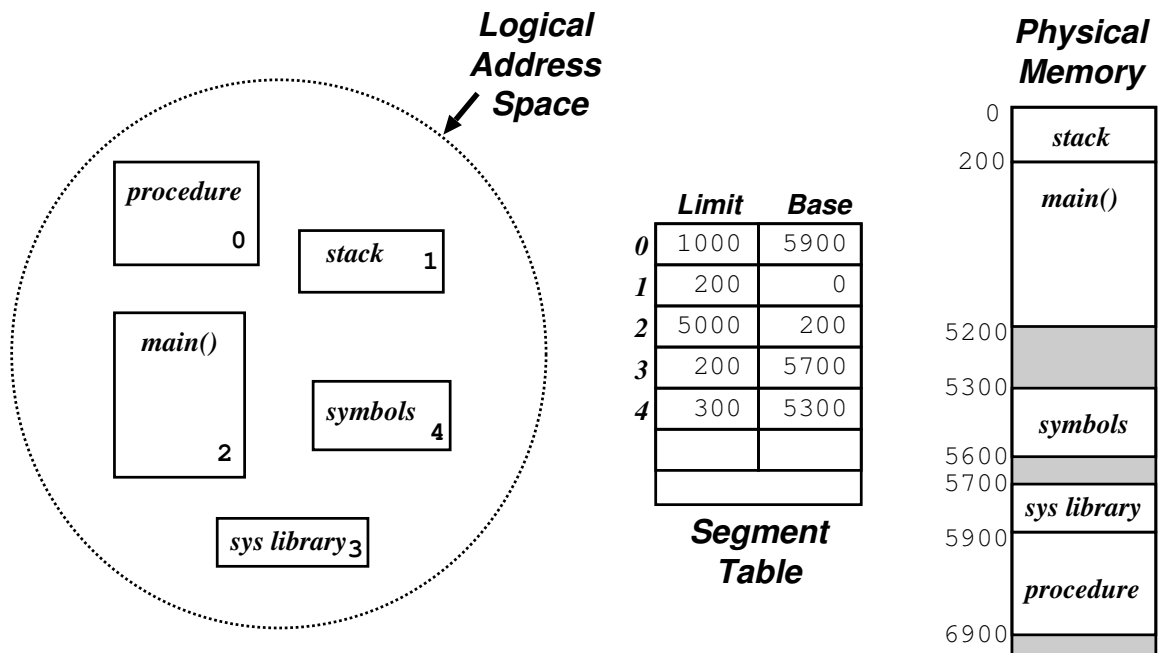 Logical
Address
Space
procedure
0
stack 1
main()
2
symbols 4
sys library 3
Limit Base
0 1000 5900
1 200 0
2 5000 200
3 200 5700
4 300 5300
Segment
Table
Physical
Memory
0
stack
200
main()
5200
5300
symbols
5600
5700
sys library
5900
procedure
6900